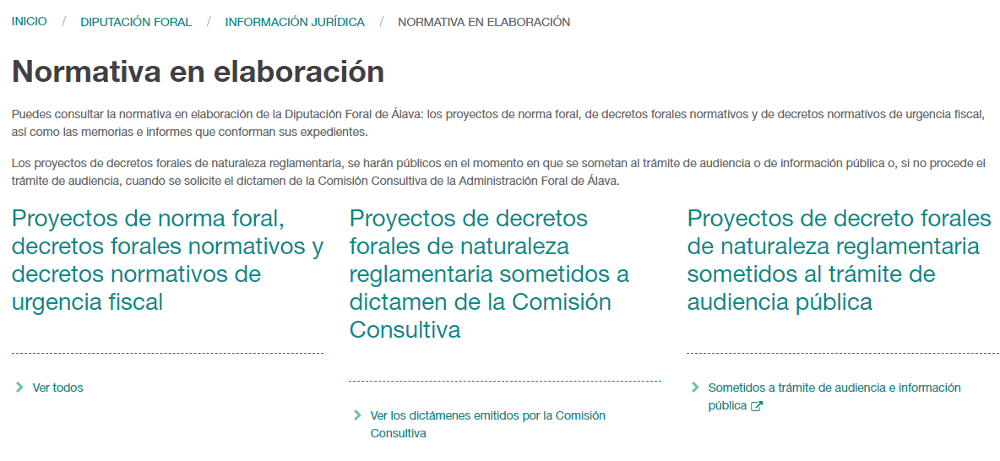 INICIO / DIPUTACIÓN FORAL / INFORMACIÓN JURÍDICA / NORMATIVA EN ELABORACIÓN
Normativa en elaboración
Puedes consultar la normativa en elaboración de la Diputación Foral de Álava: los proyectos de norma foral, de decretos forales normativos y de decretos normativos de urgencia fiscal,
así como las memorias e informes que conforman sus expedientes.
Los proyectos de decretos forales de naturaleza reglamentaria, se harán públicos en el momento en que se sometan al trámite de audiencia o de información pública o, si no procede el
trámite de audiencia, cuando se solicite el dictamen de la Comisión Consultiva de la Administración Foral de Álava.
Proyectos de norma foral,
decretos forales normativos y
decretos normativos de
urgencia fiscal
Ver todos
Proyectos de decretos
forales de naturaleza
reglamentaria sometidos a
dictamen de la Comisión
Consultiva
Ver los dictámenes emitidos por la Comisión
Consultiva
Proyectos de decreto forales
de naturaleza reglamentaria
sometidos al trámite de
audiencia pública
Sometidos a trámite de audiencia e información
pública